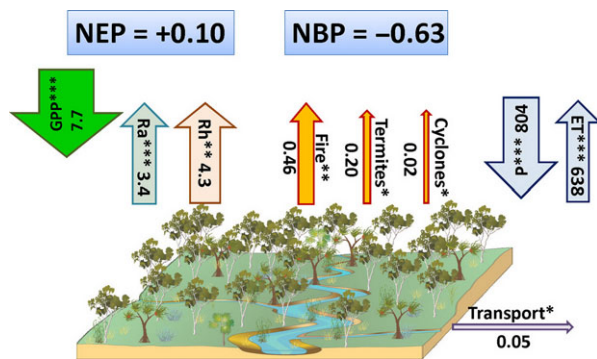 NEP = +0.10
NBP = −0.63
GPP***
7.7
Ra*** 3.4
Rh** 4.3
Fire**
0.46
Termites*
0.20
Cyclones*
0.02
P*** 804
ET*** 638
Transport*
0.05